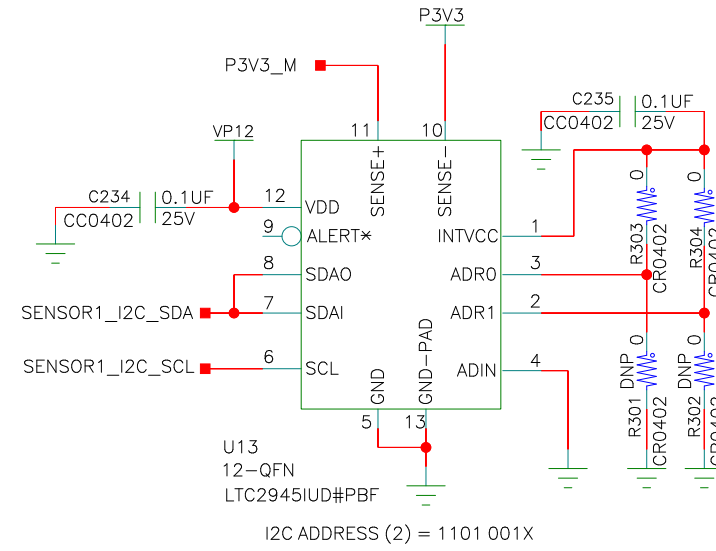 P3V3
P3V3_M
C235
0.1UF
CC0402
25V
11
10
VP12
SENSE+
SENSE-
C234
0.1UF
CC0402
25V
12
VDD
9
ALERT*
INTVCC
1
0
R303
CR0402
0
R304
CR0402
8
SDAO
ADR0
3
SENSOR1_I2C_SDA
7
SDAI
ADR1
2
SENSOR1_I2C_SCL
6
SCL
ADIN
4
GND
GND-PAD
5
13
0
DNP
R301
CR0402
0
DNP
R302
CR0402
U13
12-QFN
LTC2945IUD#PBF
I2C ADDRESS (2) = 1101 001X